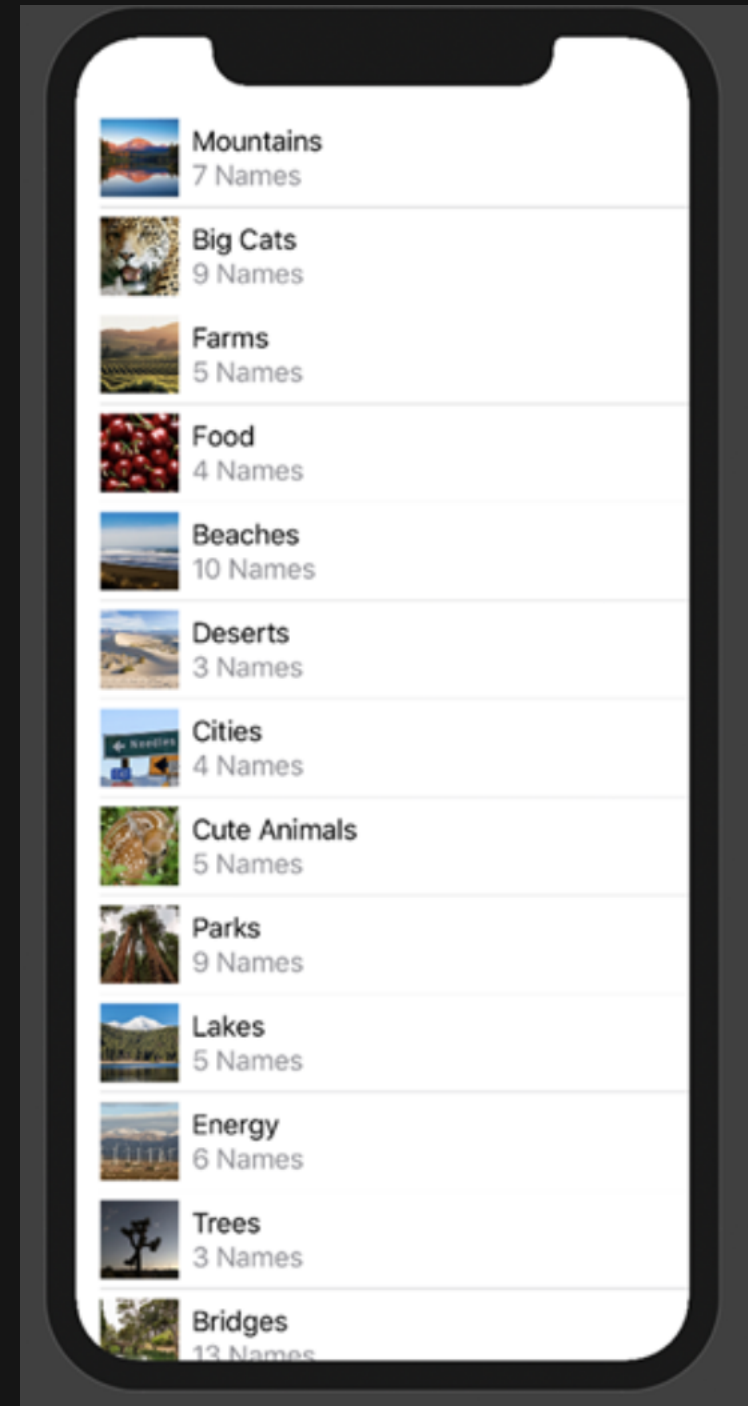 Mountains
7 Names
Big Cats
9 Names
Farms
5 Names
Food
4 Names
Beaches
10 Names
Deserts
3 Names
Cities
4 Names
← Needles
Cute Animals
5 Names
Parks
9 Names
Lakes
5 Names
Energy
6 Names
Trees
3 Names
Bridges
13 Names